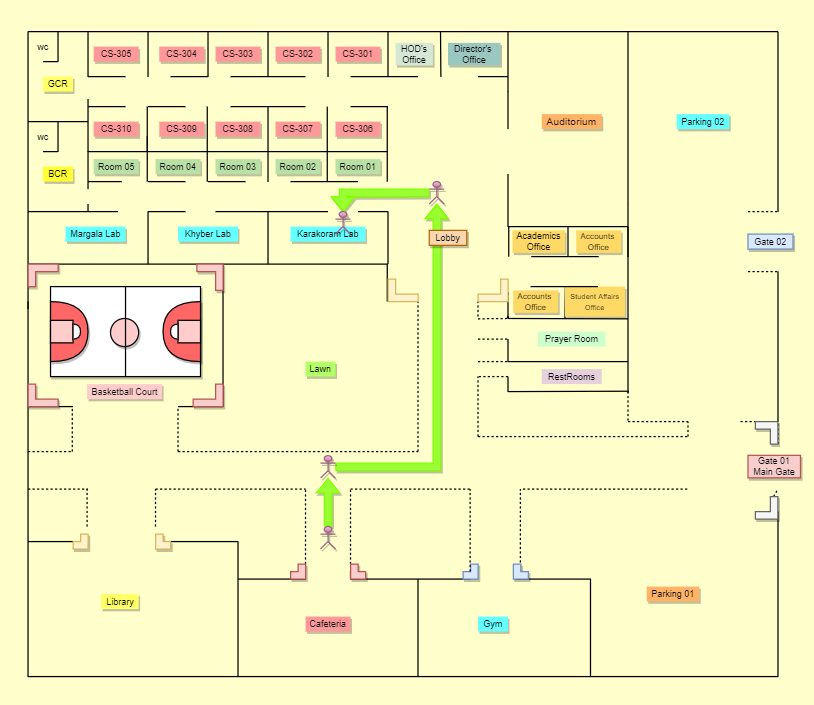 wc
CS-305
CS-304
CS-303
CS-302
CS-301
HOD's
Office
Director's
Office
GCR
Auditorium
Parking 02
wc
CS-310
CS-309
CS-308
CS-307
CS-306
BCR
Room 05
Room 04
Room 03
Room 02
Room 01
Margala Lab
Khyber Lab
Karakoram Lab
Lobby
Academics
Office
Accounts
Office
Gate 02
Accounts
Office
Student Affairs
Office
Prayer Room
RestRooms
Lawn
Basketball Court
Gate 01
Main Gate
Library
Cafeteria
Gym
Parking 01